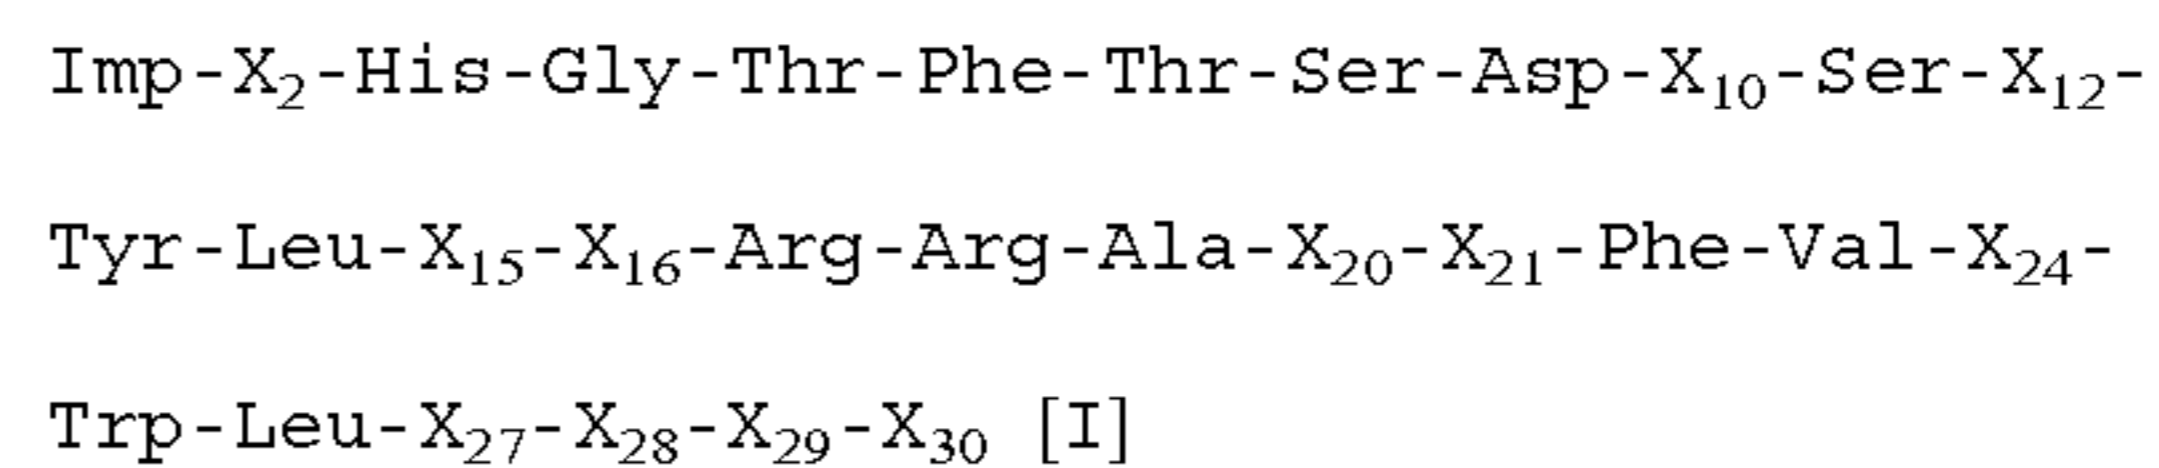 Imp-X₂-His-Gly-Thr-Phe-Thr-Ser-Asp-X₁₀-Ser-X₁₂-
Tyr-Leu-X₁₅-X₁₆-Arg-Arg-Ala-X₂₀-X₂₁-Phe-Val-X₂₄-
Trp-Leu-X₂₇-X₂₈-X₂₉-X₃₀ [I]